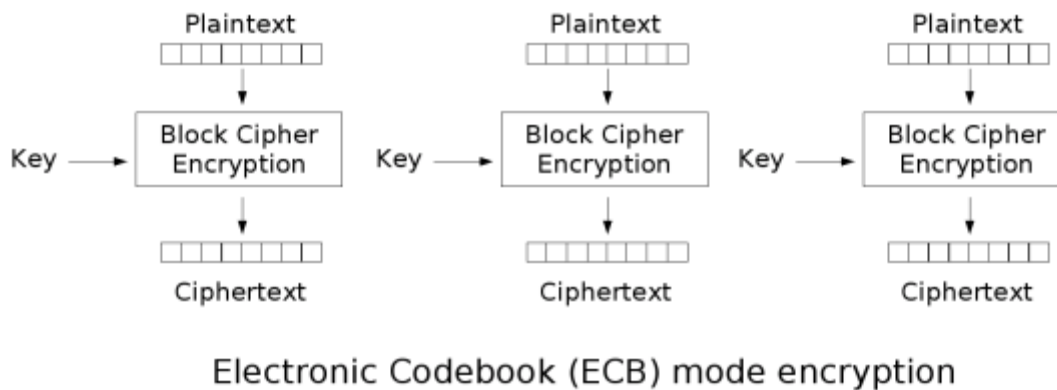 Plaintext Plaintext Plaintext
Key Block Cipher Encryption Key Block Cipher Encryption Key Block Cipher Encryption
Ciphertext Ciphertext Ciphertext
Electronic Codebook (ECB) mode encryption